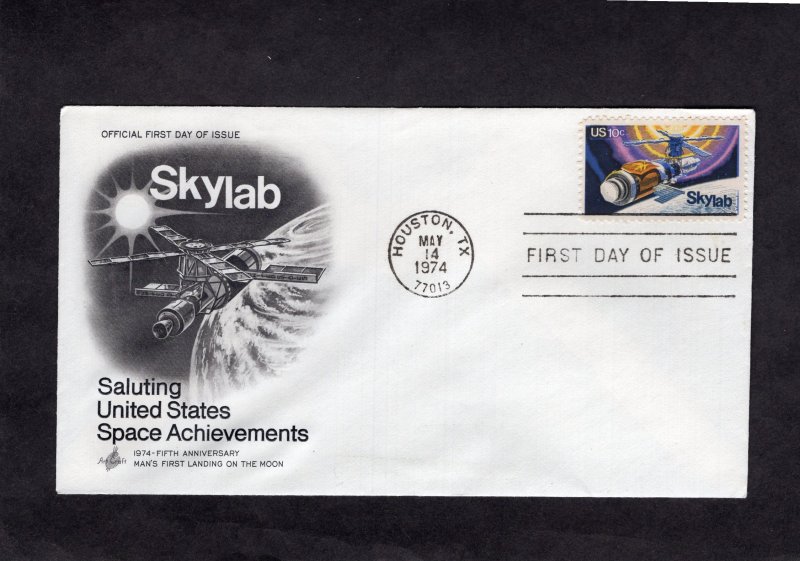 OFFICIAL FIRST DAY OF ISSUE
Skylab
US 10c
Skylab
HOUSTON, TX
MAY
14
1974
77013
FIRST DAY OF ISSUE
Saluting
United States
Space Achievements
1974-FIFTH ANNIVERSARY
MAN'S FIRST LANDING ON THE MOON
ArtCraft